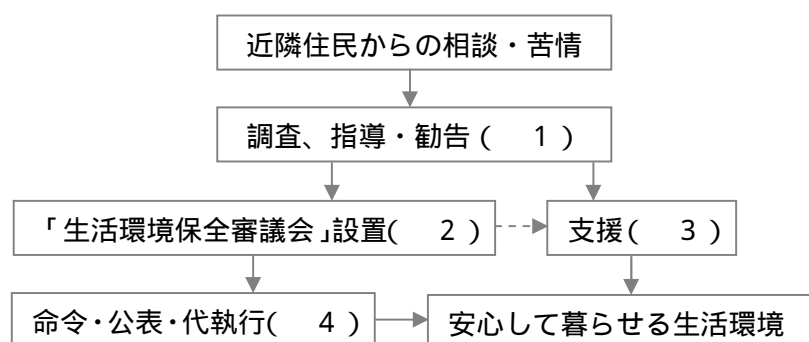 近隣住民からの相談・苦情
調査、指導・勧告( 1 )
「生活環境保全審議会」設置( 2 )
支援( 3 )
命令・公表・代執行( 4 )
安心して暮らせる生活環境